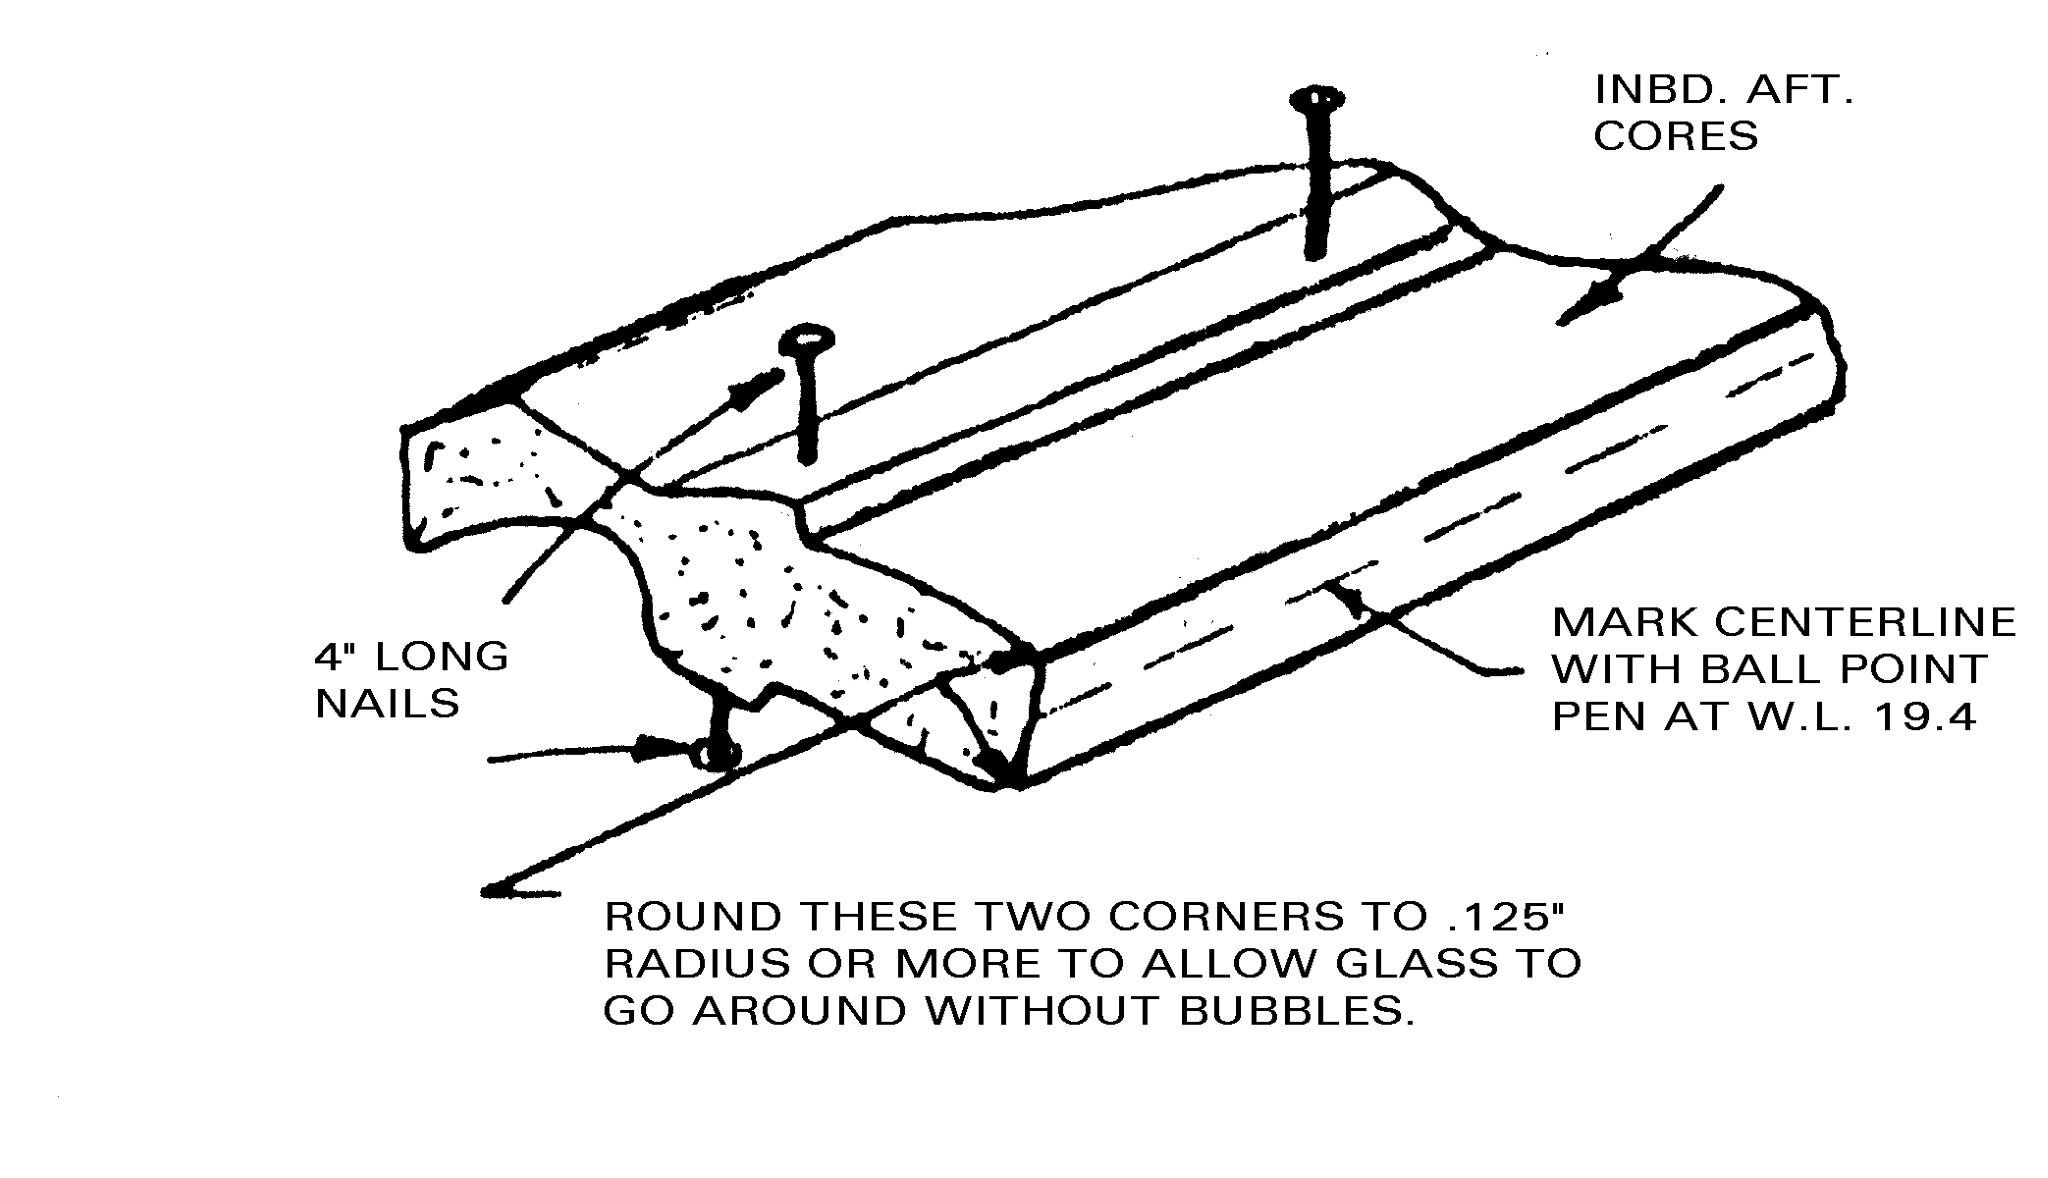 INBD. AFT.
CORES
4" LONG
NAILS
MARK CENTERLINE
WITH BALL POINT
PEN AT W.L. 19.4
ROUND THESE TWO CORNERS TO .125"
RADIUS OR MORE TO ALLOW GLASS TO
GO AROUND WITHOUT BUBBLES.